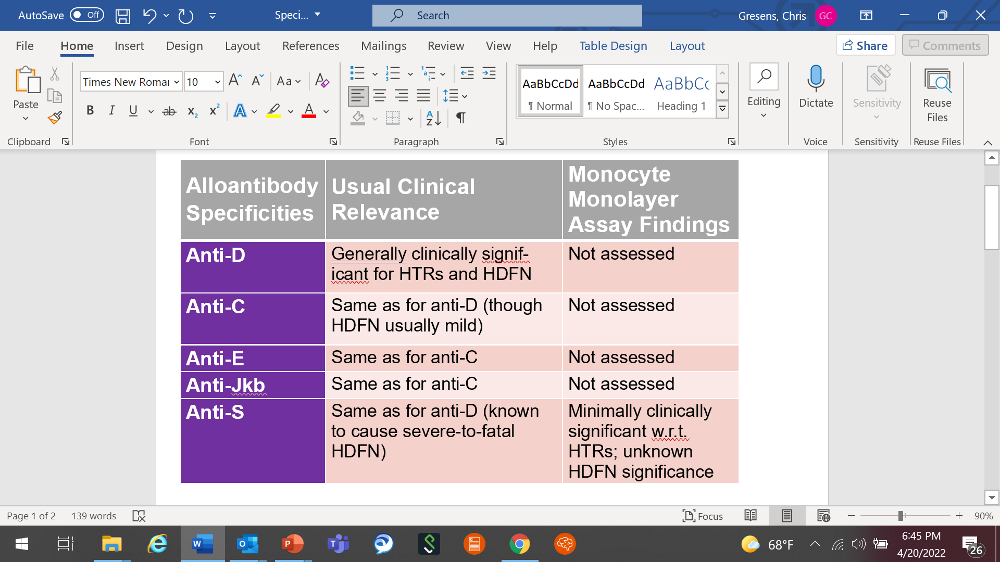 AutoSave Off Speci... Search Gresens, Chris GC
File Home Insert Design Layout References Mailings Review View Help Table Design Layout Share Comments
Paste
Times New Roma 10
AaBbCcDd AaBbCcDd AaBbCc
¶ Normal ¶ No Spac... Heading 1
Editing Dictate Sensitivity Reuse
Files
Clipboard Font Paragraph Styles Voice Sensitivity Reuse Files
Alloantibody
Specificities
Usual Clinical
Relevance
Monocyte
Monolayer
Assay Findings
Anti-D
Generally clinically signif-
icant for HTRs and HDFN
Not assessed
Anti-C
Same as for anti-D (though
HDFN usually mild)
Not assessed
Anti-E
Same as for anti-C
Not assessed
Anti-Jkb
Same as for anti-C
Not assessed
Anti-S
Same as for anti-D (known
to cause severe-to-fatal
HDFN)
Minimally clinically
significant w.r.t.
HTRs; unknown
HDFN significance
Page 1 of 2 139 words Focus 90%
68°F 6:45 PM
4/20/2022 26